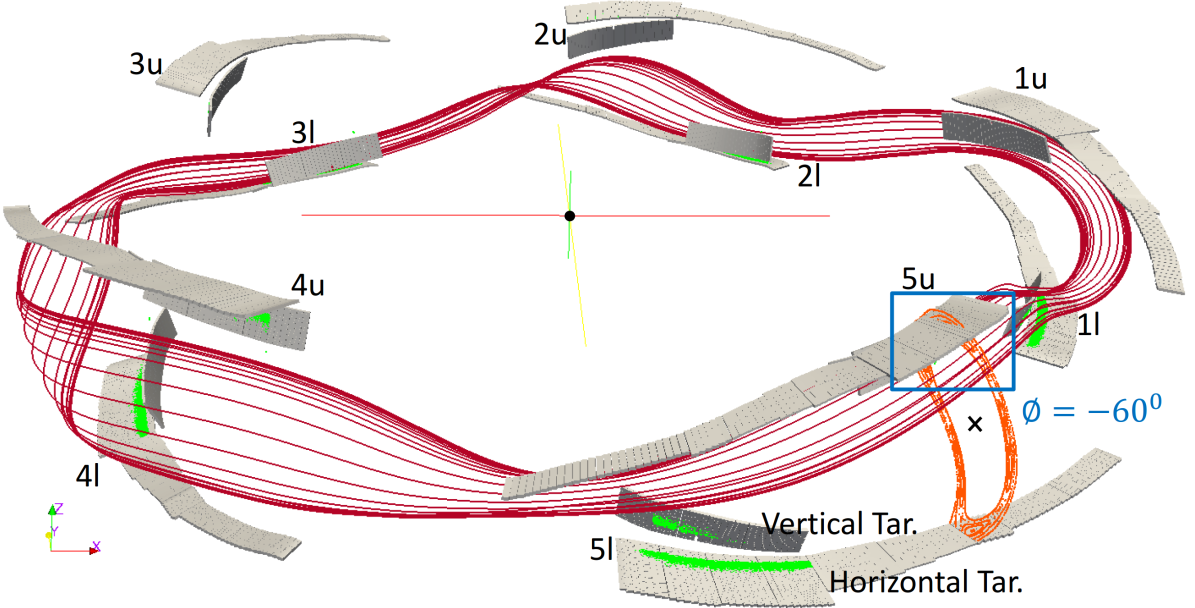 2u
3u
1u
3l
2l
4u
5u
1l
∅ = −60⁰
×
4l
Vertical Tar.
5l
Horizontal Tar.
Z
Y
X